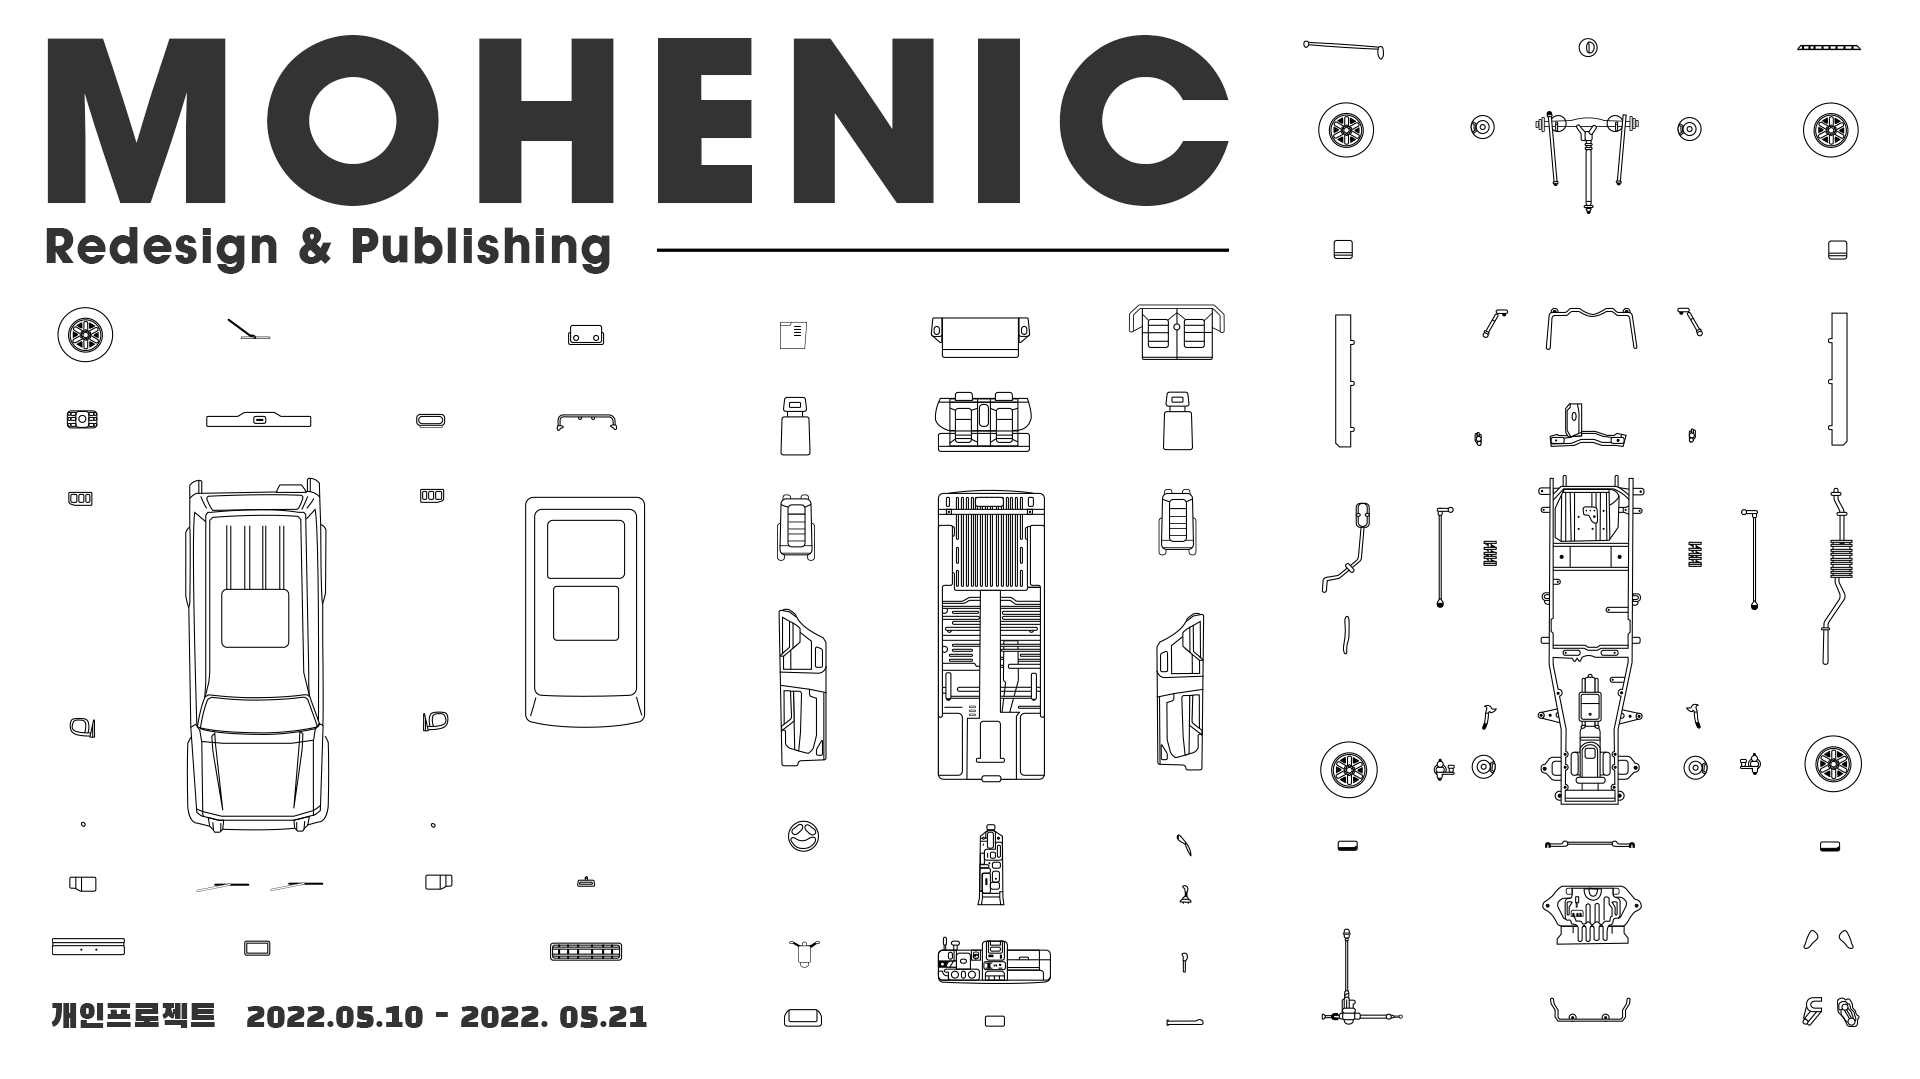 MOHENIC
Redesign & Publishing
개인프로젝트 2022.05.10 - 2022. 05.21